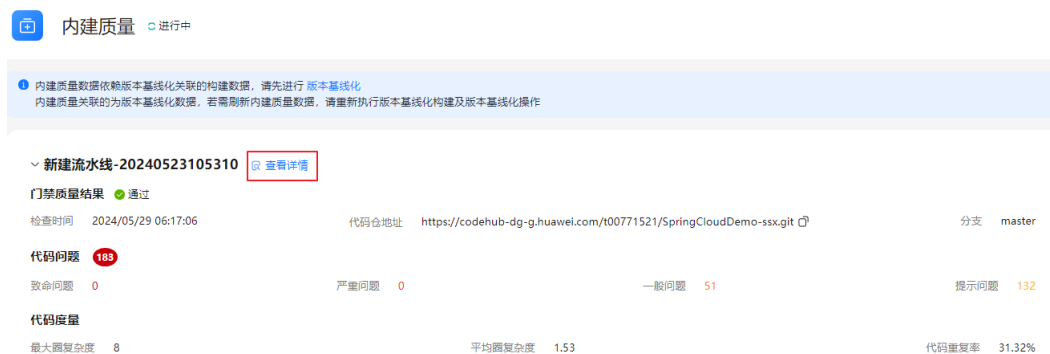 内建质量 进行中
内建质量数据依赖版本基线化关联的构建数据，请先进行 版本基线化
内建质量关联的为版本基线化数据，若需刷新内建质量数据，请重新执行版本基线化构建及版本基线化操作
新建流水线-20240523105310 查看详情
门禁质量结果 通过
检查时间 2024/05/29 06:17:06 代码仓地址 https://codehub-dg-g.huawei.com/t00771521/SpringCloudDemo-ssx.git 分支 master
代码问题 183
致命问题 0 严重问题 0 一般问题 51 提示问题 132
代码度量
最大圈复杂度 8 平均圈复杂度 1.53 代码重复率 31.32%